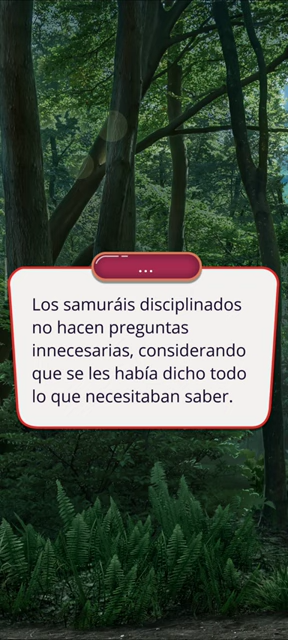 ...
Los samuráis disciplinados
no hacen preguntas
innecesarias, considerando
que se les había dicho todo
lo que necesitaban saber.